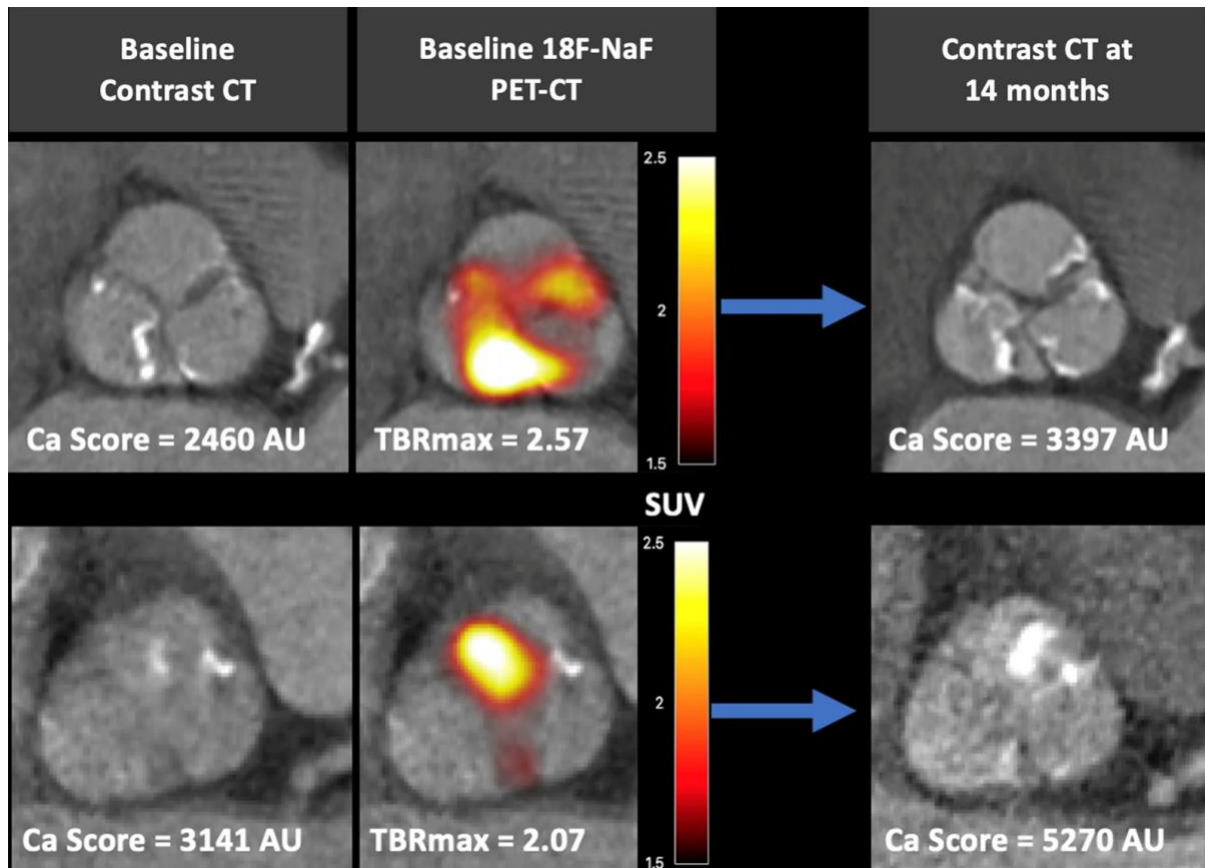 Baseline
Contrast CT
Baseline 18F-NaF
PET-CT
Contrast CT at
14 months
2.5
2
1.5
Ca Score = 2460 AU
TBRmax = 2.57
Ca Score = 3397 AU
SUV
2.5
2
1.5
Ca Score = 3141 AU
TBRmax = 2.07
Ca Score = 5270 AU